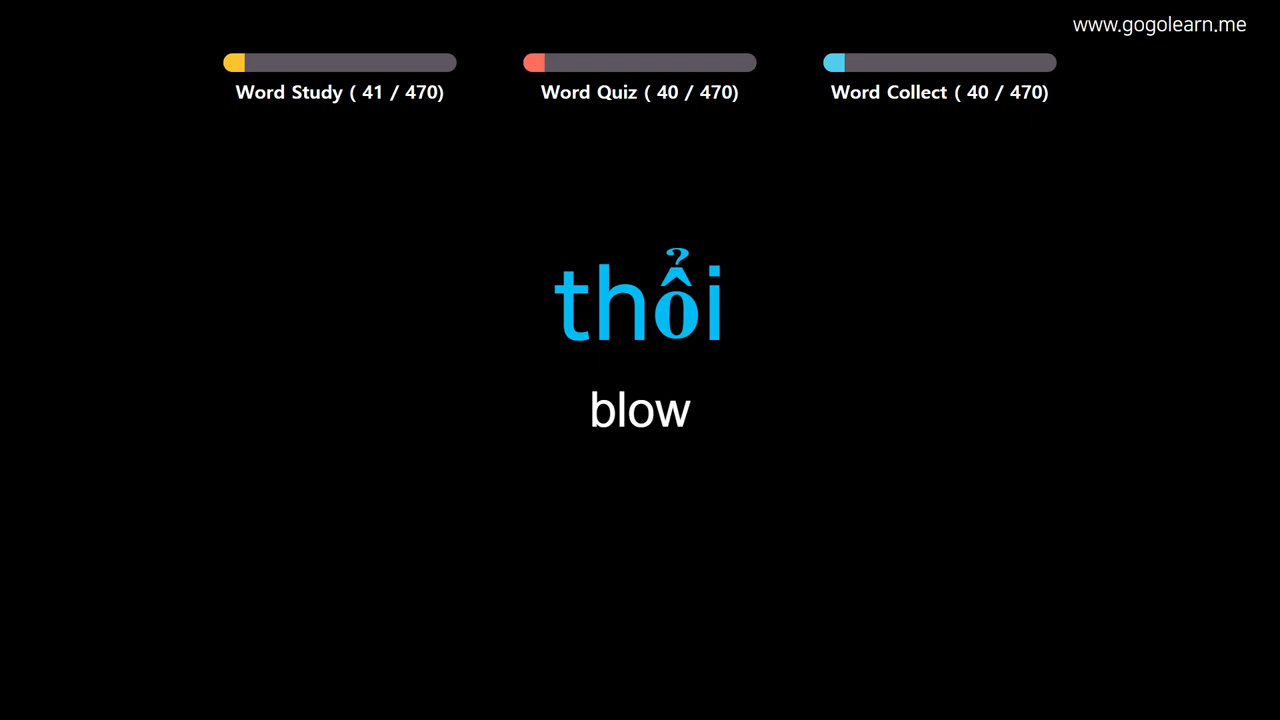 www.gogolearn.me
Word Study ( 41 / 470)
Word Quiz ( 40 / 470)
Word Collect ( 40 / 470)
thổi
blow